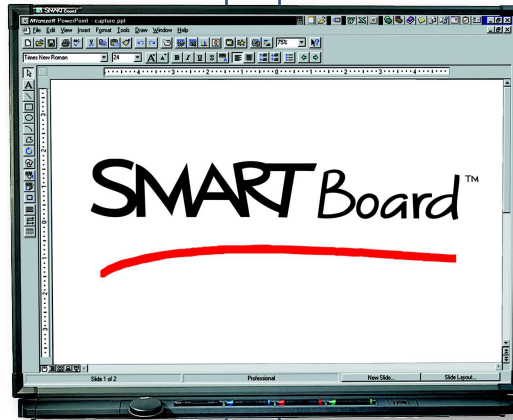 SMART Board
Microsoft PowerPoint - capture.ppt
File Edit View Insert Format Tools Draw Window Help
75%
Times New Roman 24 B I U S
SMART Board™
Slide 1 of 2 Professional New Slide... Slide Layout...